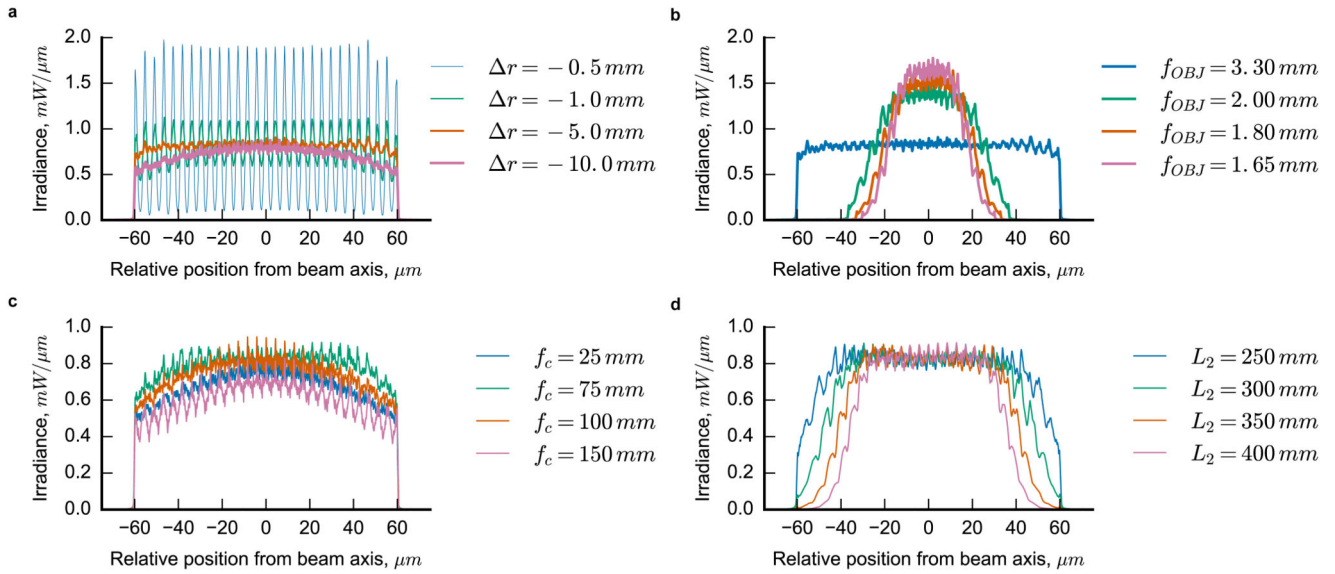 a
Irradiance, mW/μm
2.0
1.5
1.0
0.5
0.0
−60 −40 −20 0 20 40 60
Relative position from beam axis, μm
Δr = −0.5 mm
Δr = −1.0 mm
Δr = −5.0 mm
Δr = −10.0 mm
b
Irradiance, mW/μm
2.0
1.5
1.0
0.5
0.0
−60 −40 −20 0 20 40 60
Relative position from beam axis, μm
f_OBJ = 3.30 mm
f_OBJ = 2.00 mm
f_OBJ = 1.80 mm
f_OBJ = 1.65 mm
c
Irradiance, mW/μm
1.0
0.8
0.6
0.4
0.2
0.0
−60 −40 −20 0 20 40 60
Relative position from beam axis, μm
f_c = 25 mm
f_c = 75 mm
f_c = 100 mm
f_c = 150 mm
d
Irradiance, mW/μm
1.0
0.8
0.6
0.4
0.2
0.0
−60 −40 −20 0 20 40 60
Relative position from beam axis, μm
L_2 = 250 mm
L_2 = 300 mm
L_2 = 350 mm
L_2 = 400 mm